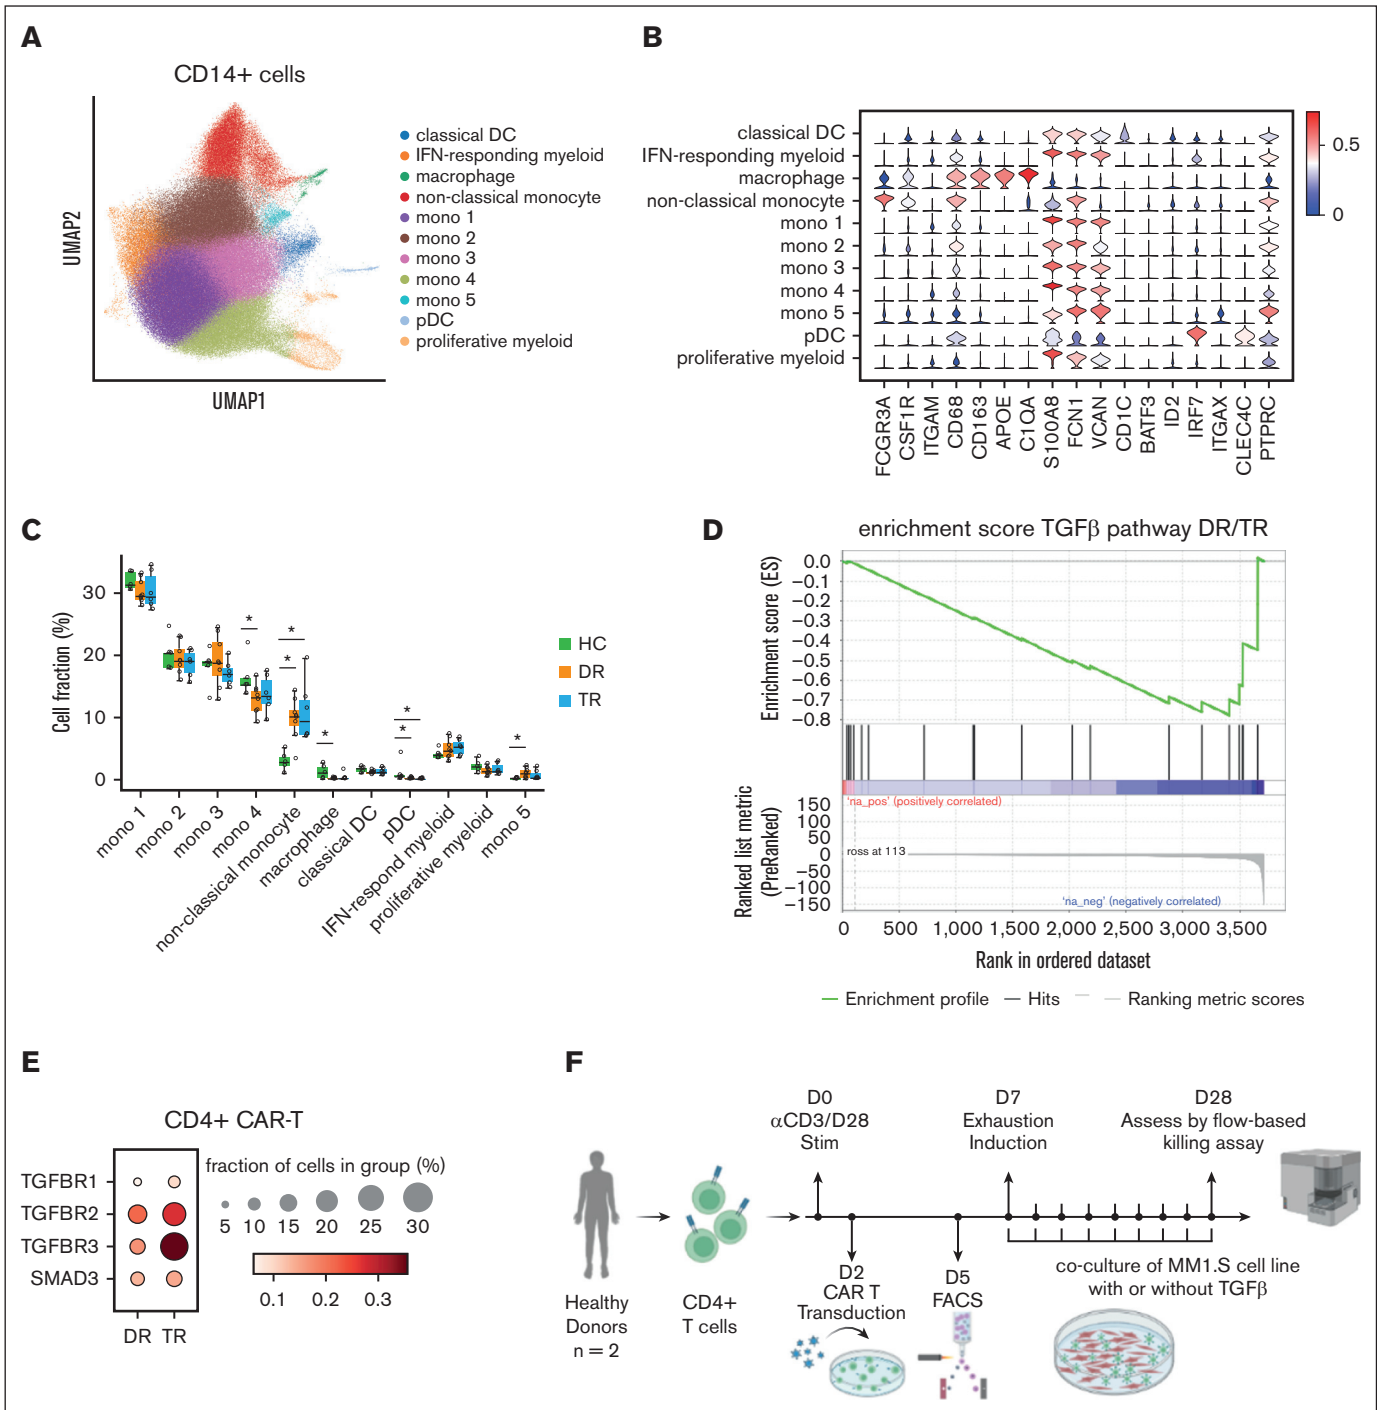 A
CD14+ cells
UMAP2
UMAP1
classical DC
IFN-responding myeloid
macrophage
non-classical monocyte
mono 1
mono 2
mono 3
mono 4
mono 5
pDC
proliferative myeloid
B
classical DC
IFN-responding myeloid
macrophage
non-classical monocyte
mono 1
mono 2
mono 3
mono 4
mono 5
pDC
proliferative myeloid
FCGR3A
CSF1R
ITGAM
CD68
CD163
APOE
C1QA
S100A8
FCN1
VCAN
CD1C
BATF3
ID2
IRF7
ITGAX
CLEC4C
PTPRC
0.5
0
C
Cell fraction (%)
30
20
10
0
* * * * * * *
mono 1
mono 2
mono 3
mono 4
non-classical monocyte
macrophage
classical DC
pDC
IFN-respond myeloid
proliferative myeloid
mono 5
HC
DR
TR
D
enrichment score TGFβ pathway DR/TR
Enrichment score (ES)
0.0
−0.1
−0.2
−0.3
−0.4
−0.5
−0.6
−0.7
−0.8
Ranked list metric
(PreRanked)
150
100
50
0
−50
−100
−150
'na_pos' (positively correlated)
ross at 113
'na_neg' (negatively correlated)
0 500 1,000 1,500 2,000 2,500 3,000 3,500
Rank in ordered dataset
Enrichment profile Hits Ranking metric scores
E
CD4+ CAR-T
TGFBR1
TGFBR2
TGFBR3
SMAD3
DR TR
fraction of cells in group (%)
5 10 15 20 25 30
0.1 0.2 0.3
F
Healthy
Donors
n = 2
CD4+
T cells
D0
αCD3/D28
Stim
D2
CAR T
Transduction
D5
FACS
D7
Exhaustion
Induction
D28
Assess by flow-based
killing assay
co-culture of MM1.S cell line
with or without TGFβ